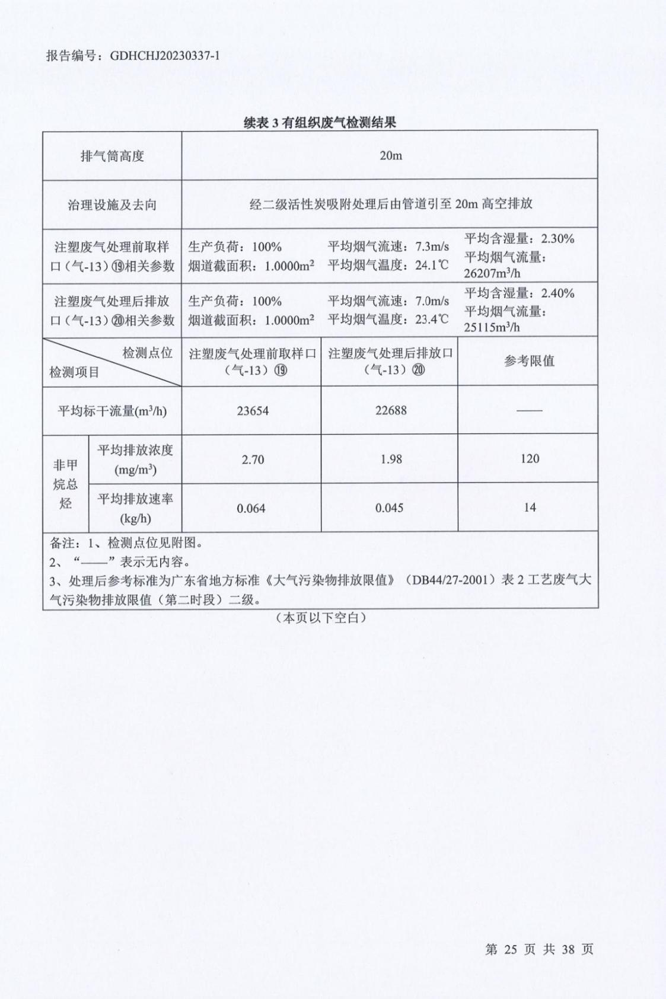 报告编号：GDHCHJ20230337-1
续表 3 有组织废气检测结果
排气筒高度
20m
治理设施及去向
经二级活性炭吸附处理后由管道引至 20m 高空排放
注塑废气处理前取样
口（气-13）⑲相关参数
生产负荷：100%
烟道截面积：1.0000m²
平均烟气流速：7.3m/s
平均烟气温度：24.1℃
平均含湿量：2.30%
平均烟气流量：
26207m³/h
注塑废气处理后排放
口（气-13）⑳相关参数
生产负荷：100%
烟道截面积：1.0000m²
平均烟气流速：7.0m/s
平均烟气温度：23.4℃
平均含湿量：2.40%
平均烟气流量：
25115m³/h
检测点位
检测项目
注塑废气处理前取样口
（气-13）⑲
注塑废气处理后排放口
（气-13）⑳
参考限值
平均标干流量(m³/h)
23654
22688
——
非甲
烷总
烃
平均排放浓度
(mg/m³)
2.70
1.98
120
平均排放速率
(kg/h)
0.064
0.045
14
备注：1、检测点位见附图。
2、“——”表示无内容。
3、处理后参考标准为广东省地方标准《大气污染物排放限值》（DB44/27-2001）表 2 工艺废气大
气污染物排放限值（第二时段）二级。
（本页以下空白）
第 25 页 共 38 页